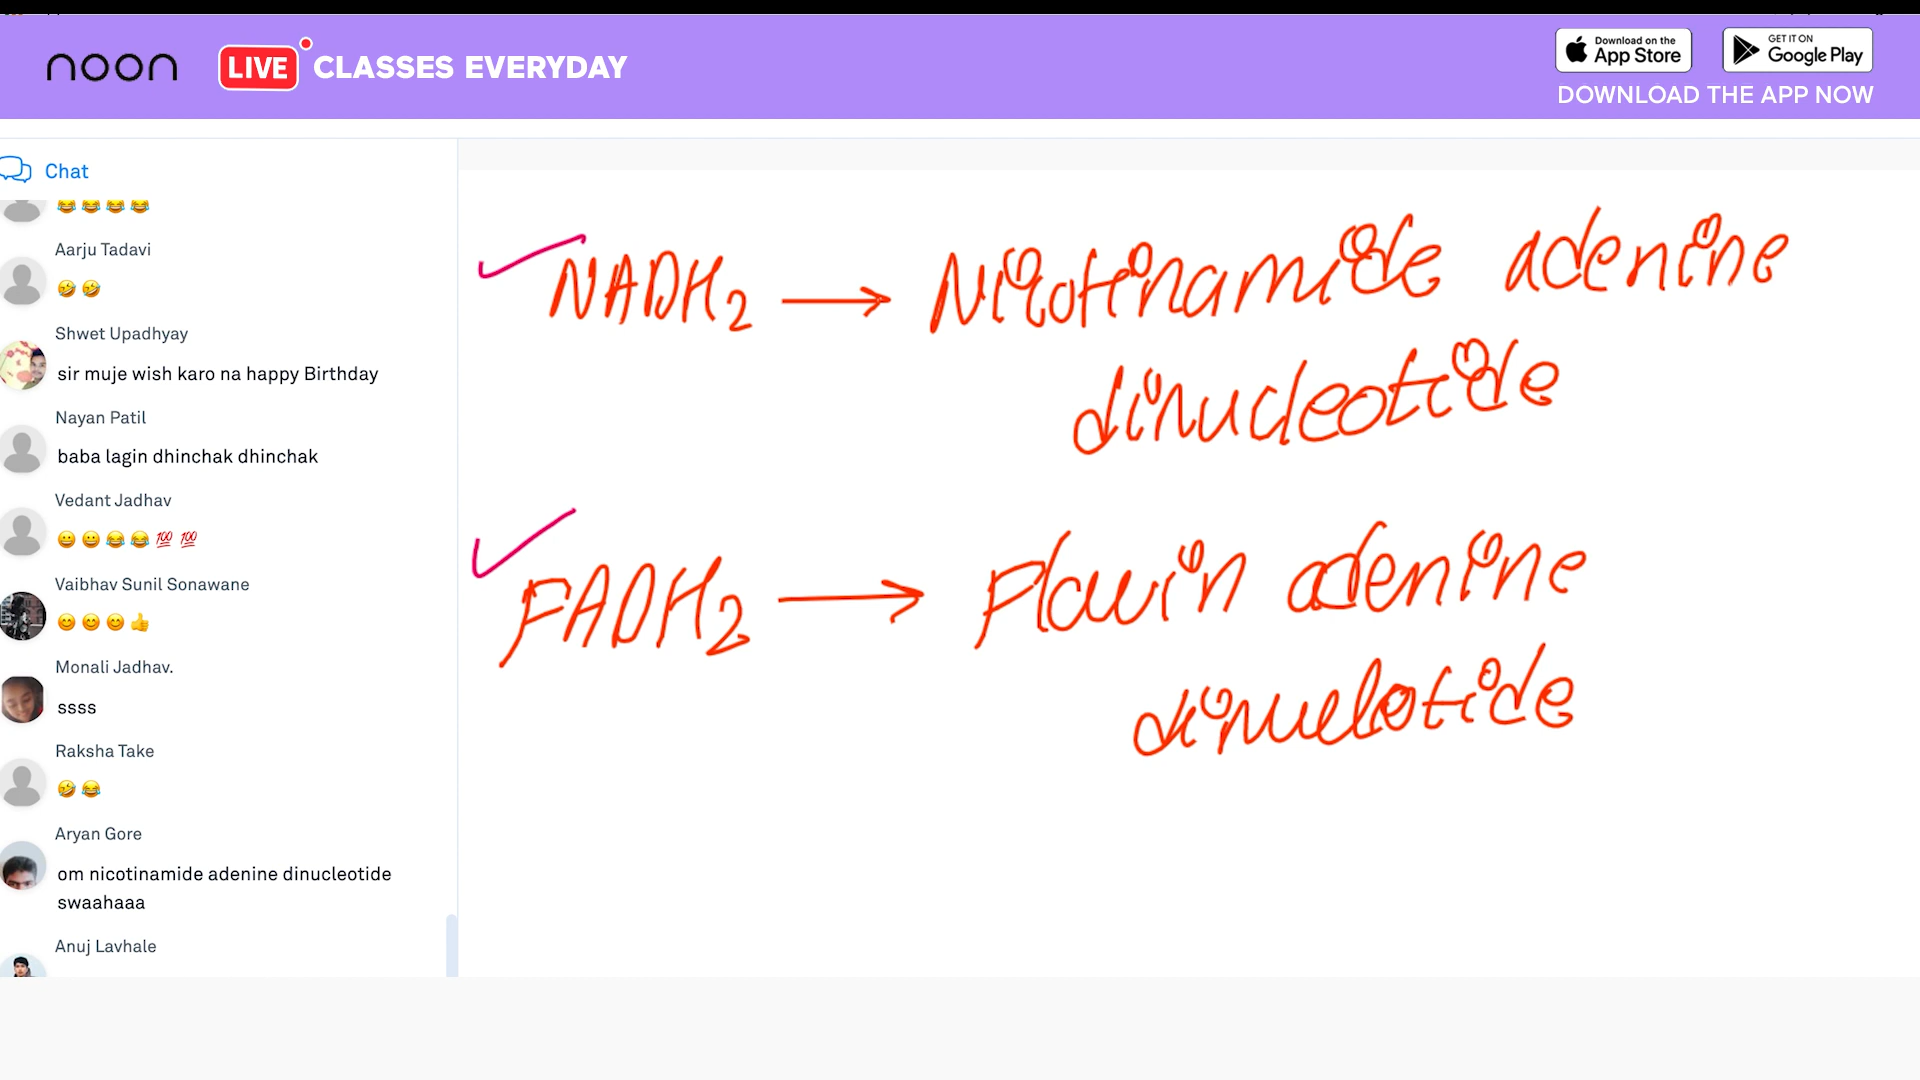 noon LIVE CLASSES EVERYDAY
Download on the App Store
GET IT ON Google Play
DOWNLOAD THE APP NOW
Chat
😂 😂 😂 😂
Aarju Tadavi
🤣 🤣
Shwet Upadhyay
sir muje wish karo na happy Birthday
Nayan Patil
baba lagin dhinchak dhinchak
Vedant Jadhav
😀 😀 😂 😂 💯 💯
Vaibhav Sunil Sonawane
😊 😊 😊 👍
Monali Jadhav.
ssss
Raksha Take
🤣 😂
Aryan Gore
om nicotinamide adenine dinucleotide
swaahaaa
Anuj Lavhale
NADH₂ → Nicotinamide adenine
dinucleotide
FADH₂ → Flavin adenine
dinuclotide